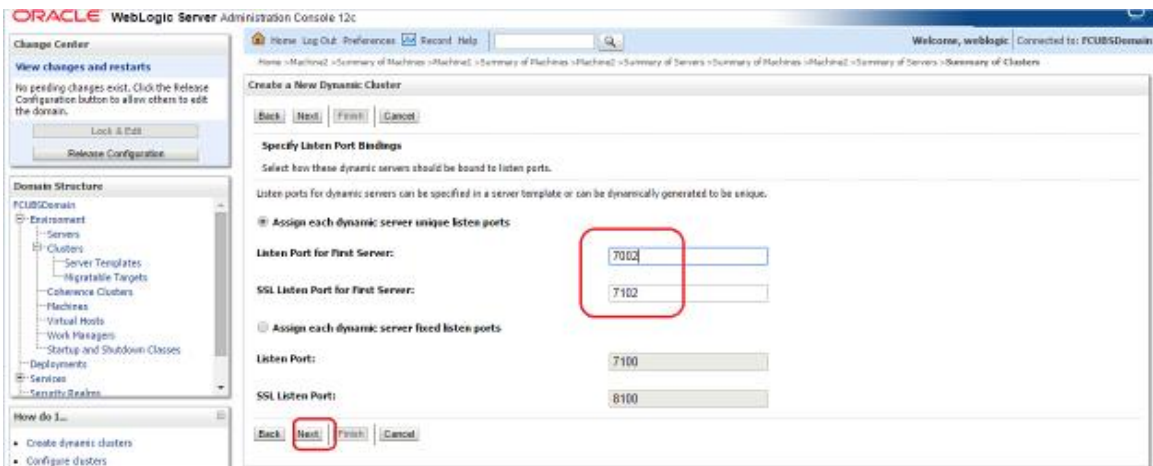 ORACLE WebLogic Server Administration Console 12c
Change Center
View changes and restarts
No pending changes exist. Click the Release
Configuration button to allow others to edit
the domain.
Lock & Edit
Release Configuration
Domain Structure
FCUBSDomain
Environment
Servers
Clusters
Server Templates
Migratable Targets
Coherence Clusters
Machines
Virtual Hosts
Work Managers
Startup and Shutdown Classes
Deployments
Services
Security Realms
How do I...
Create dynamic clusters
Configure clusters
Home Log Out Preferences Record Help
Welcome, weblogic Connected to: FCUBSDomain
Home >Machine2 >Summary of Machines >Machine1 >Summary of Machines >Machine2 >Summary of Servers >Summary of Machines >Machine2 >Summary of Servers >Summary of Clusters
Create a New Dynamic Cluster
Back Next Finish Cancel
Specify Listen Port Bindings
Select how these dynamic servers should be bound to listen ports.
Listen ports for dynamic servers can be specified in a server template or can be dynamically generated to be unique.
Assign each dynamic server unique listen ports
Listen Port for First Server: 7002
SSL Listen Port for First Server: 7102
Assign each dynamic server fixed listen ports
Listen Port: 7100
SSL Listen Port: 8100
Back Next Finish Cancel